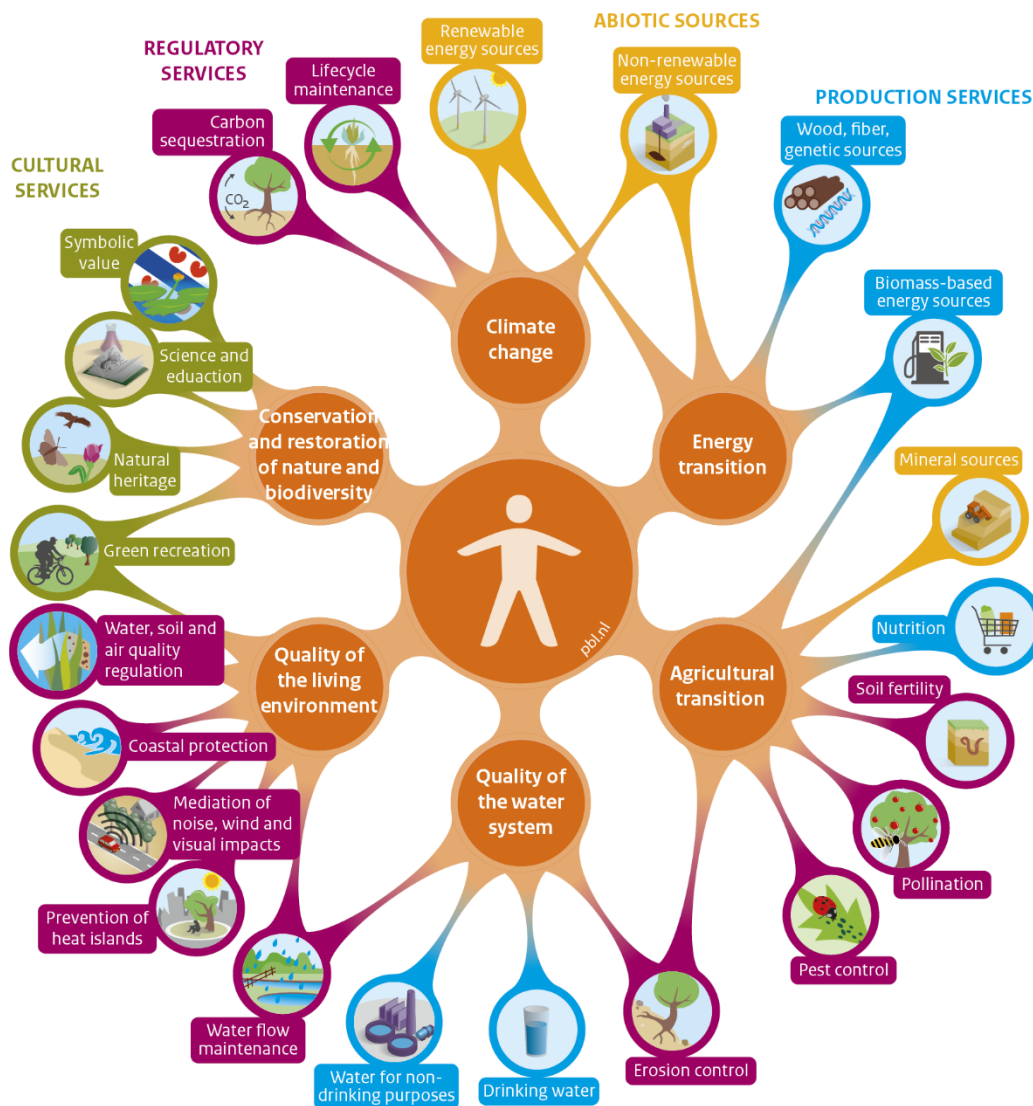 ABIOTIC SOURCES
REGULATORY
SERVICES
Renewable
energy sources
Non-renewable
energy sources
Lifecycle
maintenance
PRODUCTION SERVICES
Carbon
sequestration
Wood, fiber,
genetic sources
CULTURAL
SERVICES
CO₂
Symbolic
value
Biomass-based
energy sources
Climate
change
Science and
eduaction
Conservation
and restoration
of nature and
biodiversity
Energy
transition
Natural
heritage
Mineral sources
Green recreation
pbl.nl
Nutrition
Water, soil and
air quality
regulation
Quality of
the living
environment
Agricultural
transition
Soil fertility
Coastal protection
Quality of
the water
system
Mediation of
noise, wind and
visual impacts
Pollination
Prevention of
heat islands
Pest control
Water flow
maintenance
Water for non-
drinking purposes
Drinking water
Erosion control